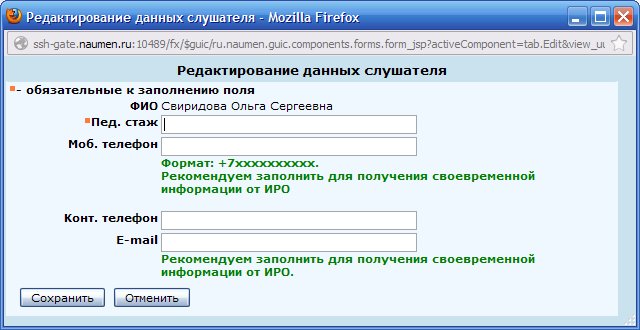 Редактирование данных слушателя - Mozilla Firefox
ssh-gate.naumen.ru:10489/fx/$guic/ru.naumen.guic.components.forms.form_jsp?activeComponent=tab.Edit&view_uu
Редактирование данных слушателя
- обязательные к заполнению поля
ФИО Свиридова Ольга Сергеевна
Пед. стаж
Моб. телефон
Формат: +7xxxxxxxxxx.
Рекомендуем заполнить для получения своевременной
информации от ИРО
Конт. телефон
E-mail
Рекомендуем заполнить для получения своевременной
информации от ИРО.
Сохранить Отменить